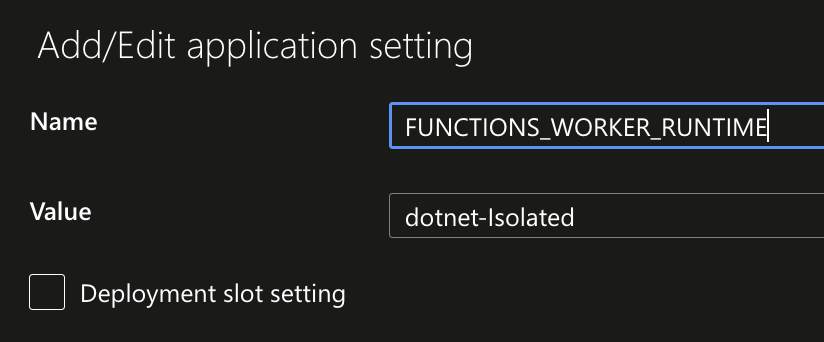 Add/Edit application setting
Name
FUNCTIONS_WORKER_RUNTIME
Value
dotnet-Isolated
Deployment slot setting